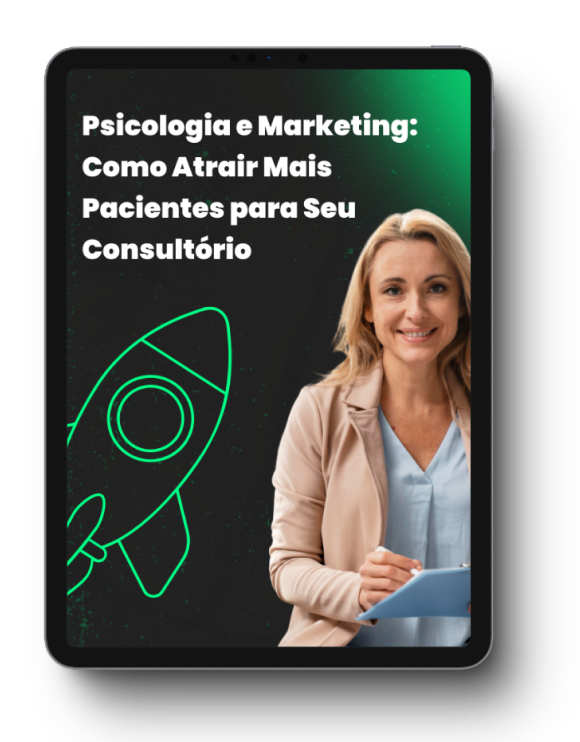 Psicologia e Marketing:
Como Atrair Mais
Pacientes para Seu
Consultório